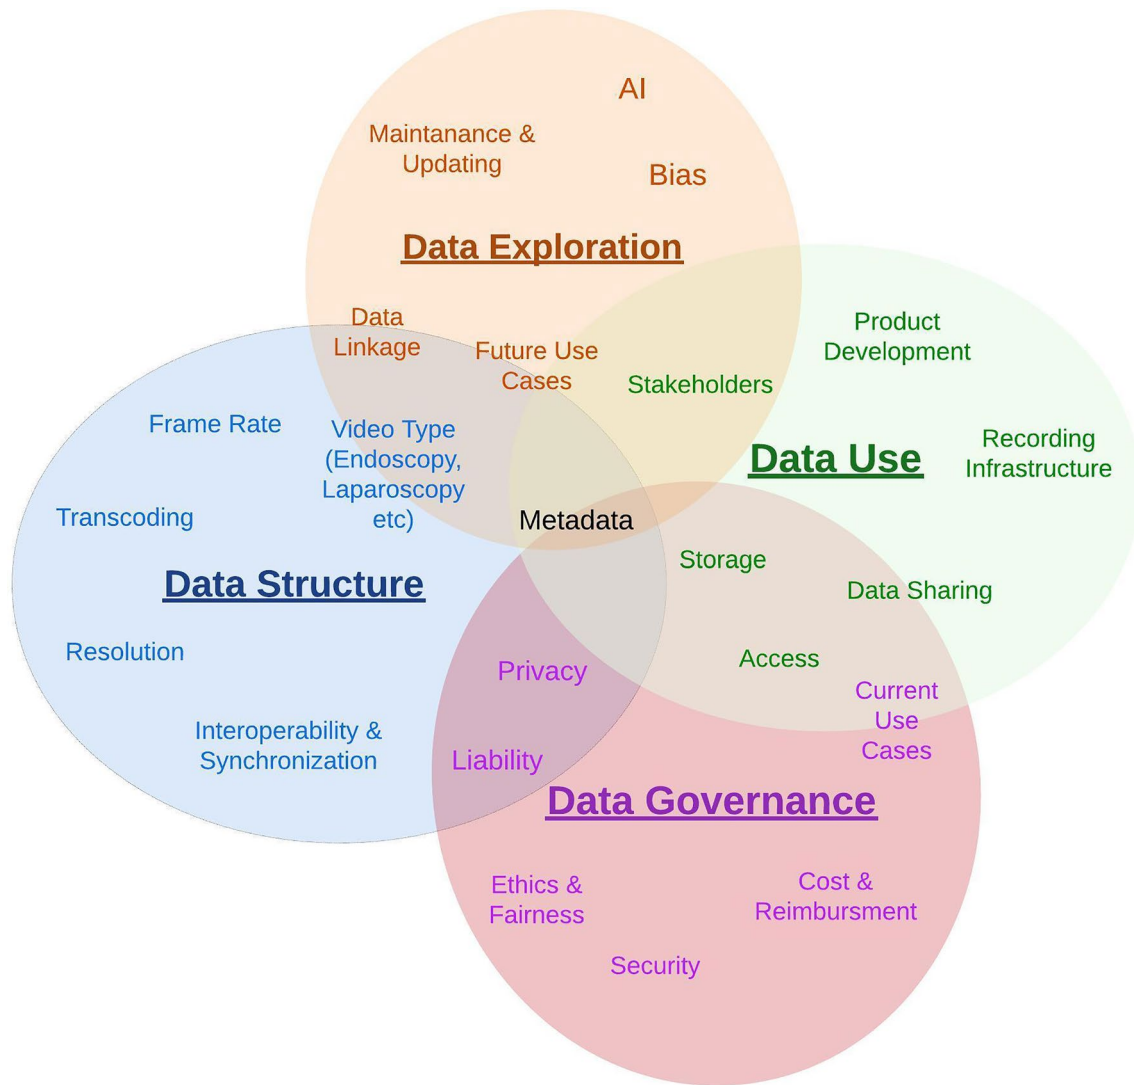 AI
Maintanance &
Updating
Bias
Data Exploration
Data
Linkage
Future Use
Cases
Stakeholders
Product
Development
Data Use
Recording
Infrastructure
Frame Rate
Video Type
(Endoscopy,
Laparoscopy
etc)
Transcoding
Metadata
Data Structure
Storage
Data Sharing
Access
Resolution
Privacy
Current
Use
Cases
Interoperability &
Synchronization
Liability
Data Governance
Ethics &
Fairness
Cost &
Reimbursment
Security